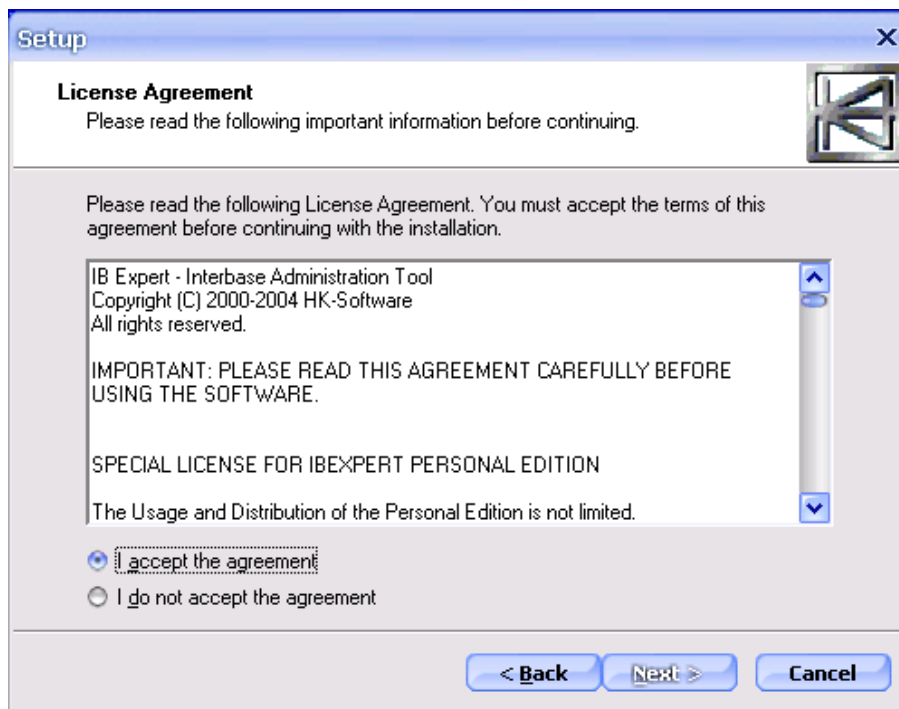 Setup
License Agreement
Please read the following important information before continuing.
Please read the following License Agreement. You must accept the terms of this
agreement before continuing with the installation.
IB Expert - Interbase Administration Tool
Copyright (C) 2000-2004 HK-Software
All rights reserved.
IMPORTANT: PLEASE READ THIS AGREEMENT CAREFULLY BEFORE
USING THE SOFTWARE.
SPECIAL LICENSE FOR IBEXPERT PERSONAL EDITION
The Usage and Distribution of the Personal Edition is not limited.
I accept the agreement
I do not accept the agreement
< Back Next > Cancel